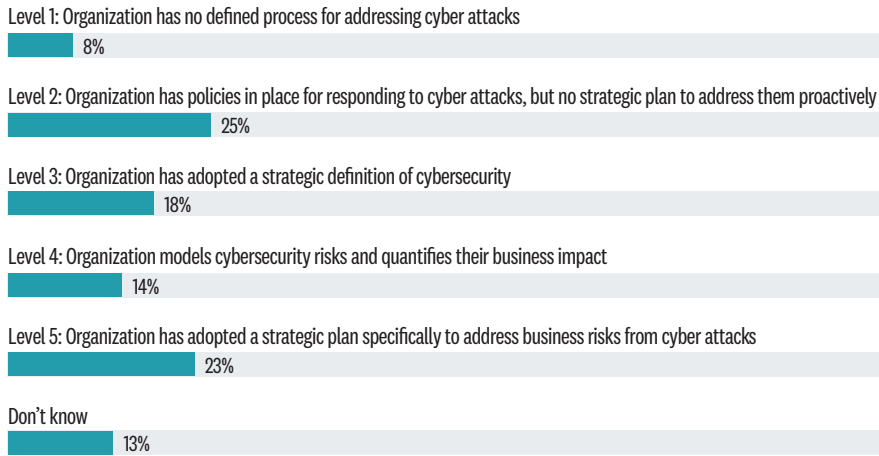 Level 1: Organization has no defined process for addressing cyber attacks
8%
Level 2: Organization has policies in place for responding to cyber attacks, but no strategic plan to address them proactively
25%
Level 3: Organization has adopted a strategic definition of cybersecurity
18%
Level 4: Organization models cybersecurity risks and quantifies their business impact
14%
Level 5: Organization has adopted a strategic plan specifically to address business risks from cyber attacks
23%
Don’t know
13%